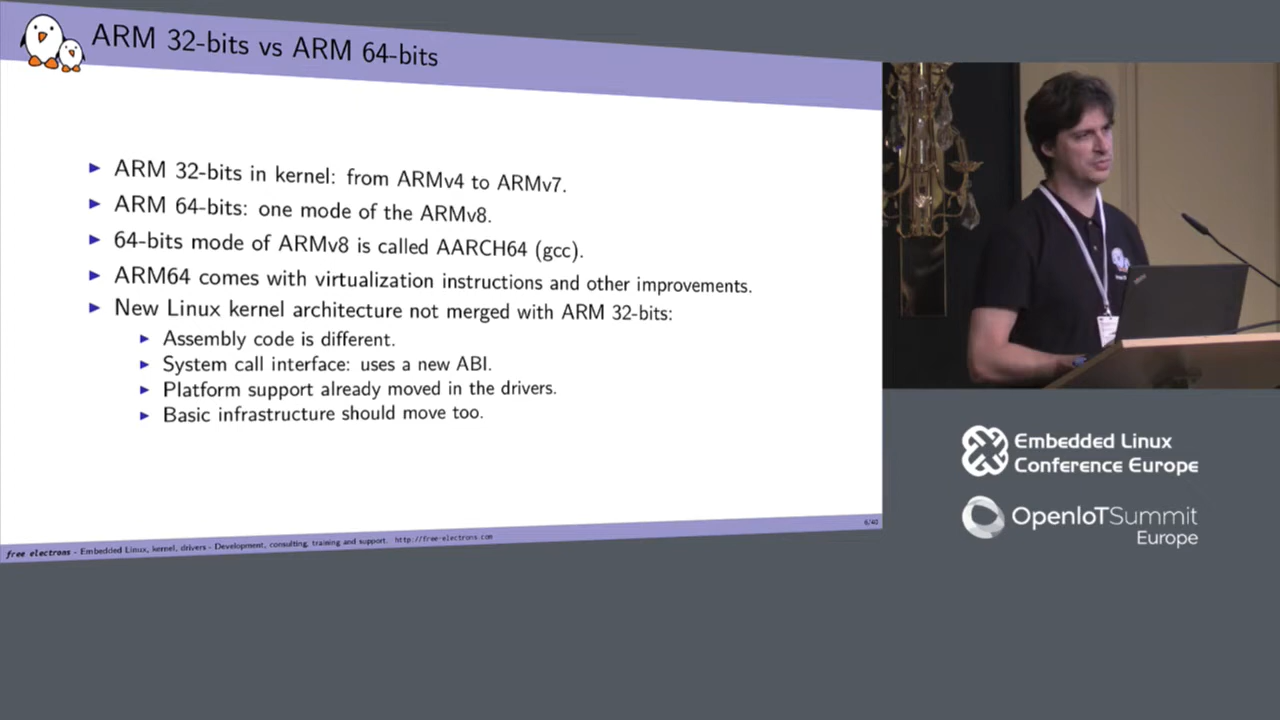 ARM 32-bits vs ARM 64-bits
ARM 32-bits in kernel: from ARMv4 to ARMv7.
ARM 64-bits: one mode of the ARMv8.
64-bits mode of ARMv8 is called AARCH64 (gcc).
ARM64 comes with virtualization instructions and other improvements.
New Linux kernel architecture not merged with ARM 32-bits:
Assembly code is different.
System call interface: uses a new ABI.
Platform support already moved in the drivers.
Basic infrastructure should move too.
6/40
free electrons - Embedded Linux, kernel, drivers - Development, consulting, training and support. http://free-electrons.com
Embedded Linux
Conference Europe
OpenIoTSummit
Europe